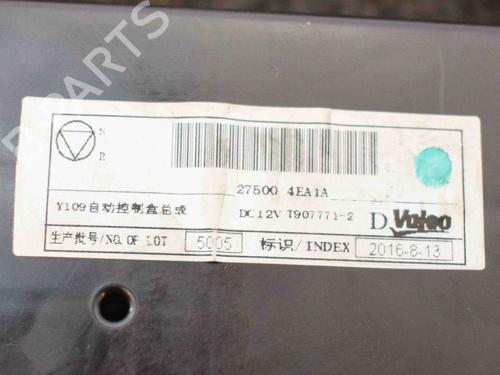 B-PARTS
S
R
27500 4EA1A
Y109自动控制盒总成 DC12V T907771-2 D Valeo
生产批号/NO. OF LOT 5005 标识/INDEX 2016-8-13